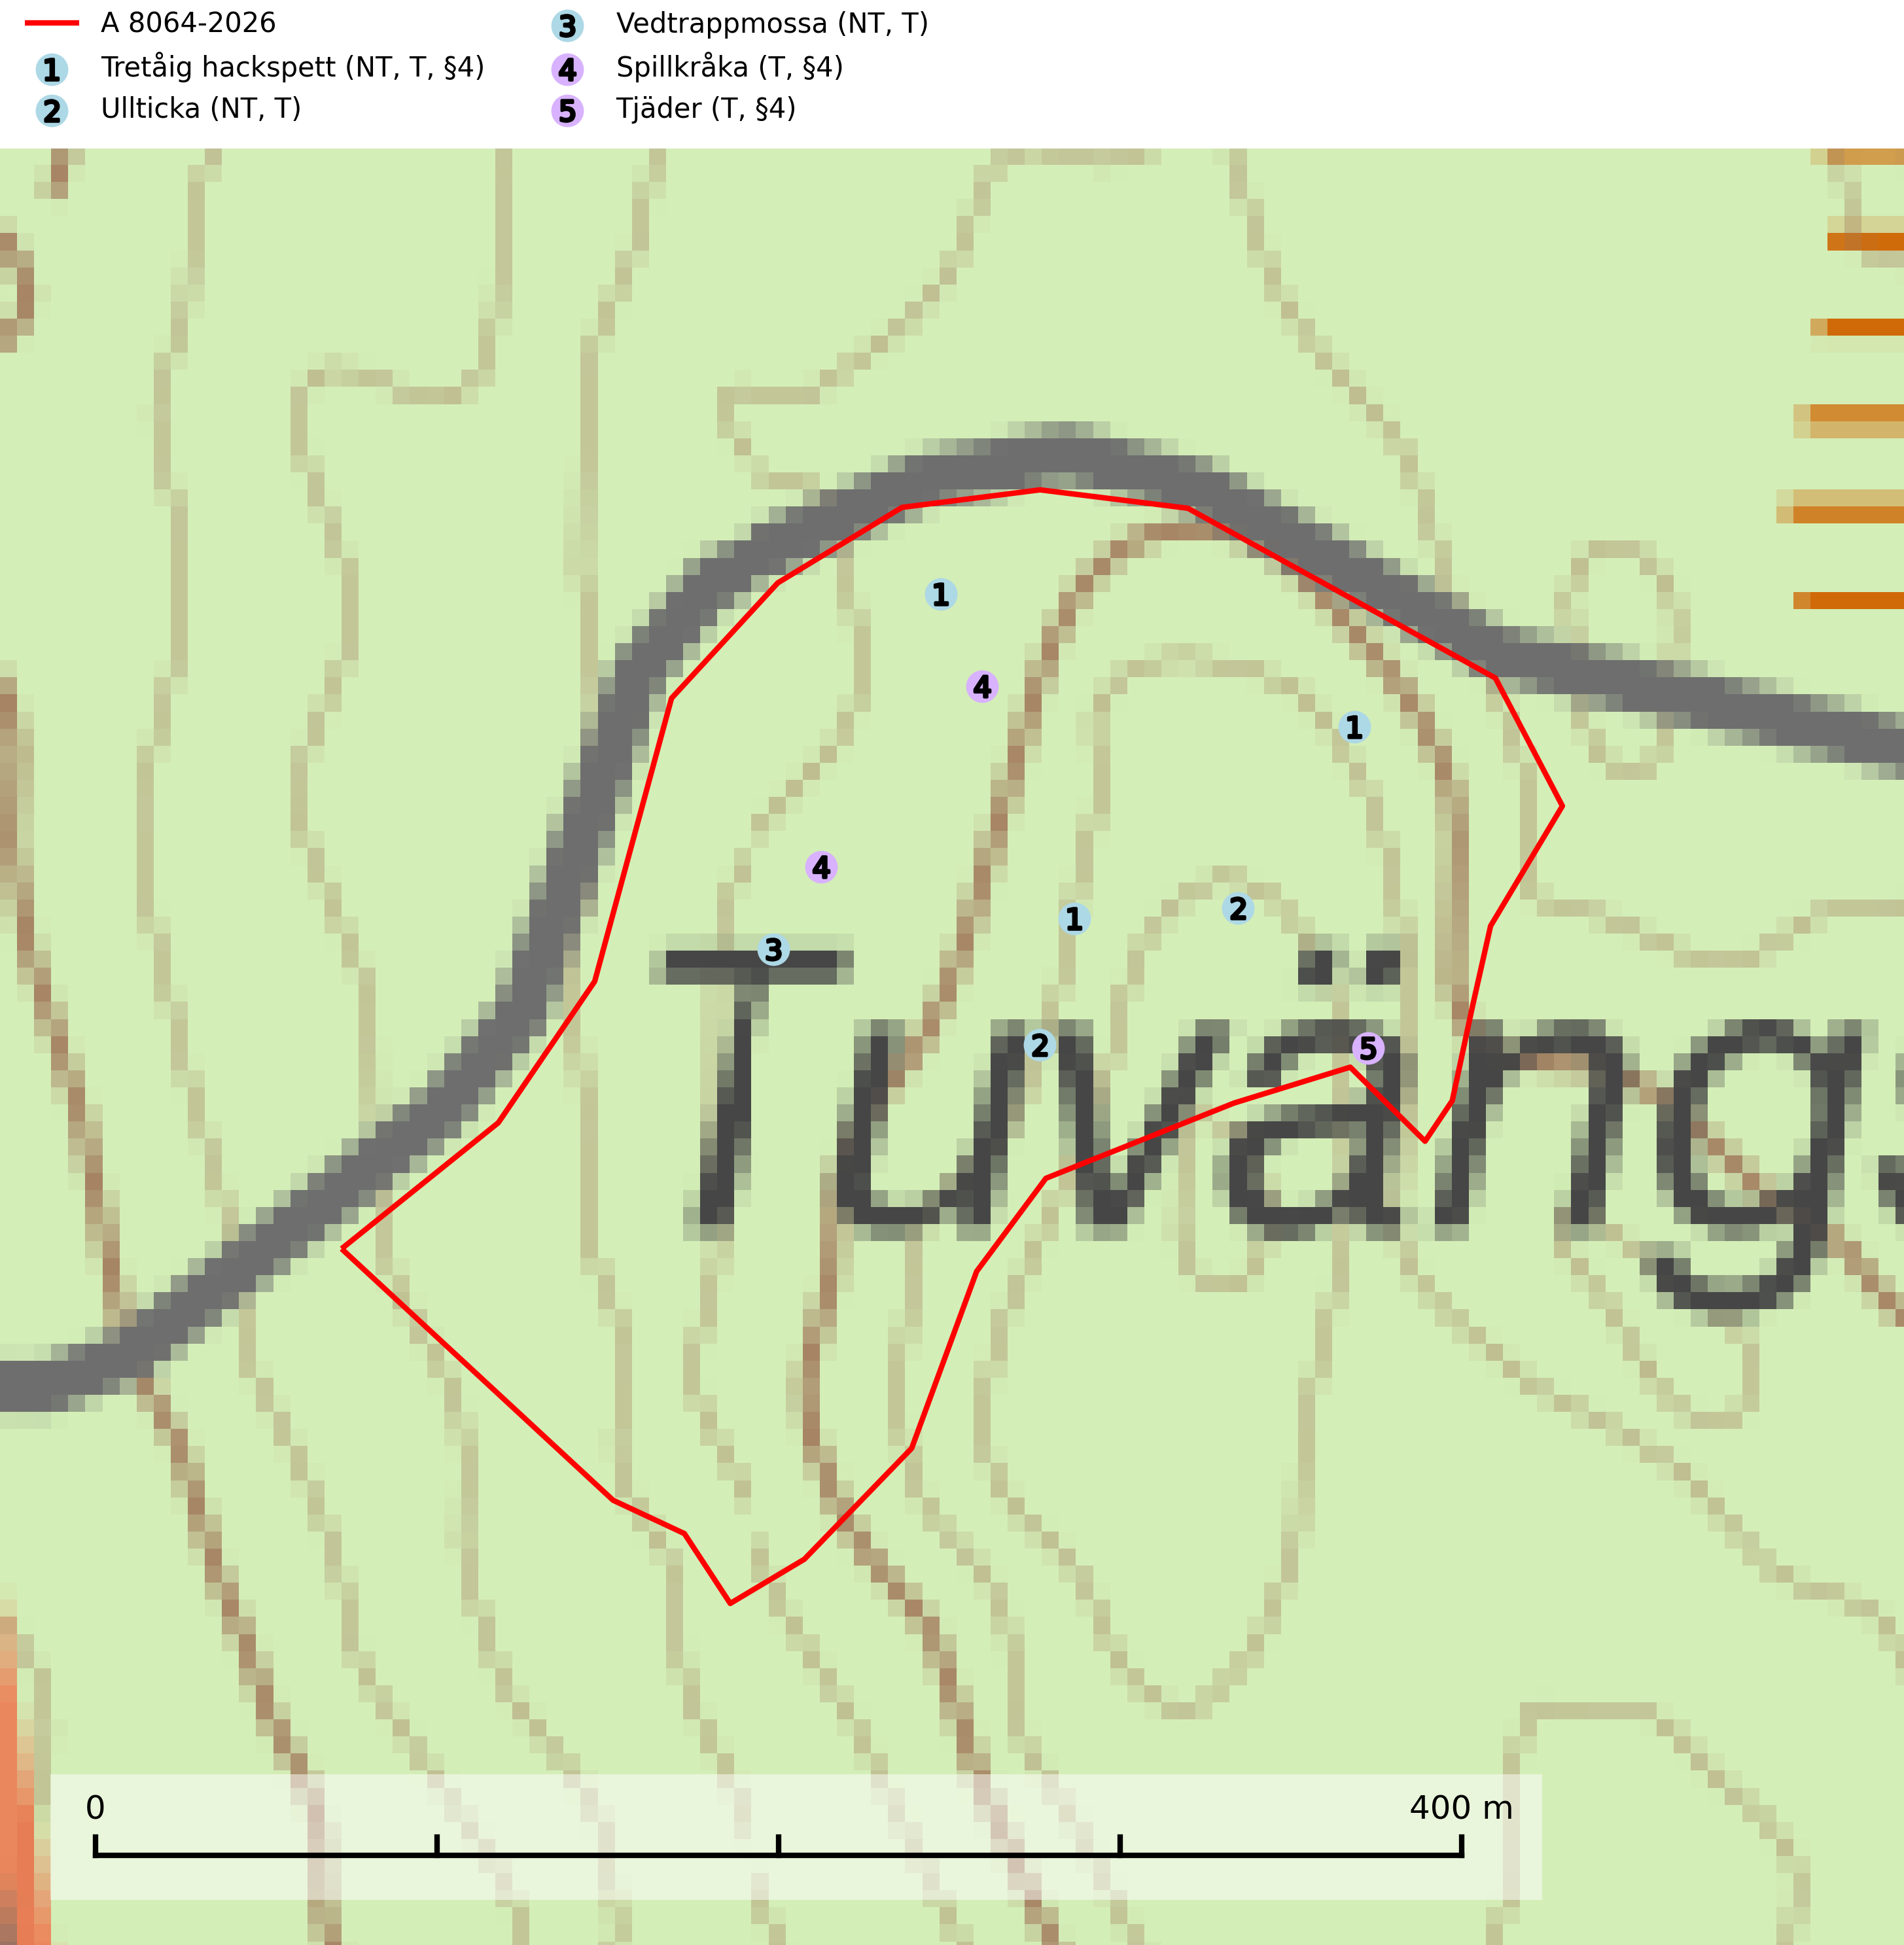 A 8064-2026
1 Tretåig hackspett (NT, T, §4)
2 Ullticka (NT, T)
3 Vedtrappmossa (NT, T)
4 Spillkråka (T, §4)
5 Tjäder (T, §4)
1
4
1
4
1
2
3
2
5
Tuväng
0 400 m